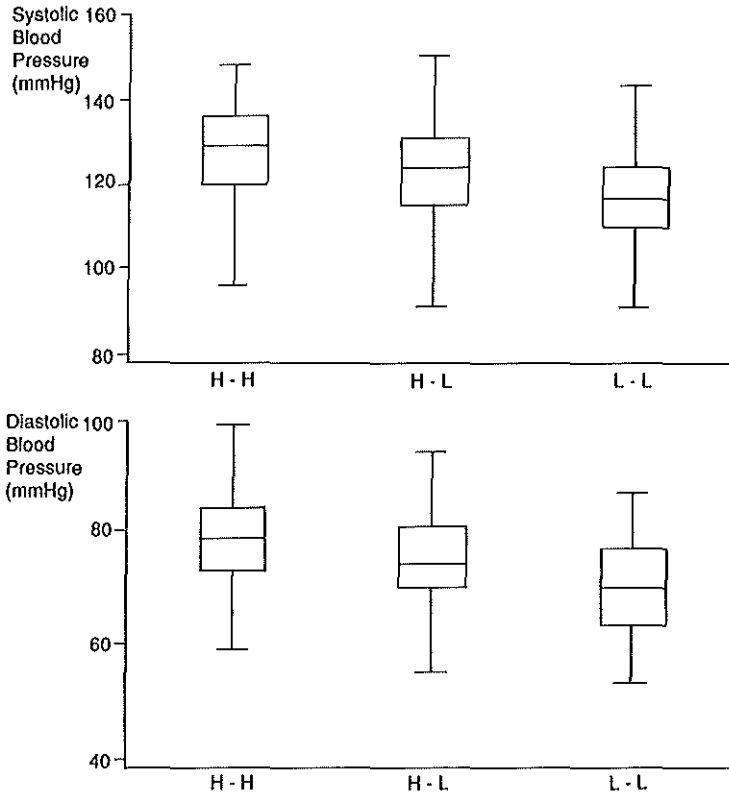 Systolic
Blood
Pressure
(mmHg)
160
140
120
100
80
H - H H - L L - L
Diastolic
Blood
Pressure
(mmHg)
100
80
60
40
H - H H - L L - L